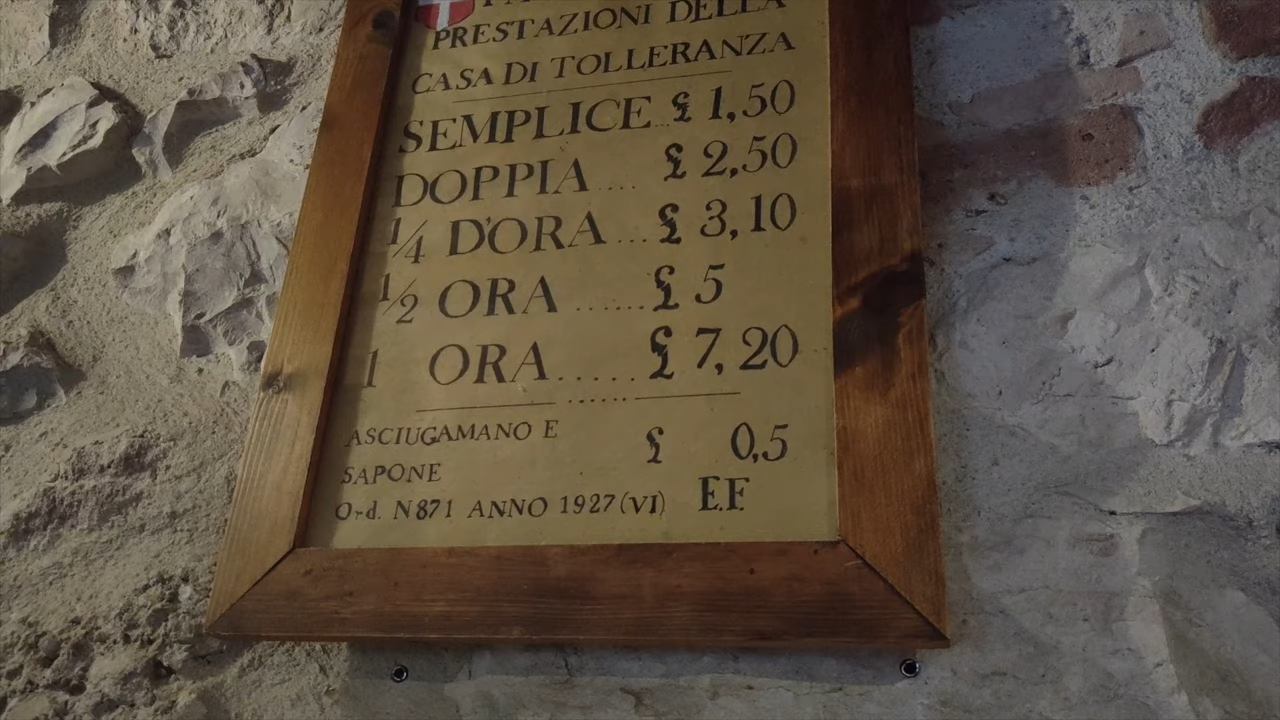 PRESTAZIONI DELLA
CASA DI TOLLERANZA
SEMPLICE... £ 1,50
DOPPIA .... £ 2,50
1/4 D'ORA ... £ 3,10
1/2 ORA ...... £ 5
1 ORA ...... £ 7,20
......
ASCIUGAMANO E £ 0,5
SAPONE
Ord. N871 ANNO 1927 (VI) E.F.